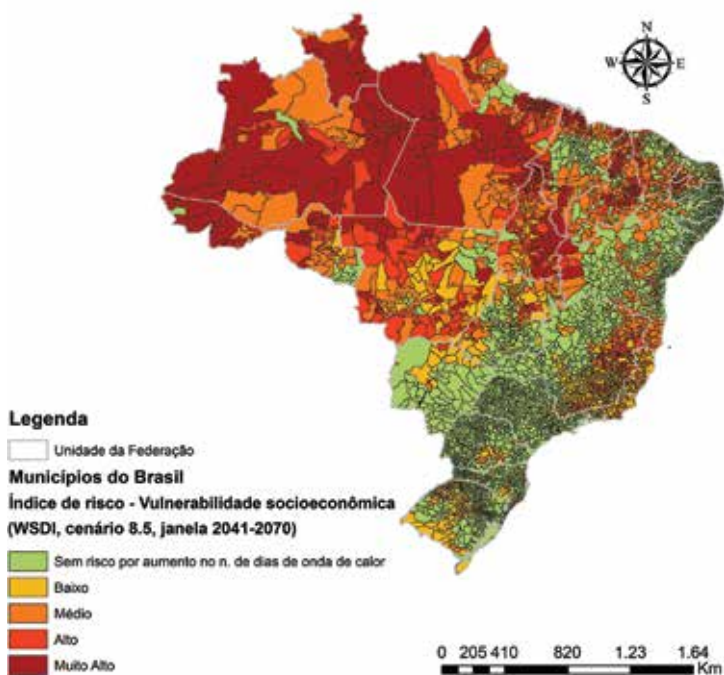 N
W E
S
Legenda
Unidade da Federação
Municípios do Brasil
Índice de risco - Vulnerabilidade socioeconômica
(WSDI, cenário 8.5, janela 2041-2070)
Sem risco por aumento no n. de dias de onda de calor
Baixo
Médio
Alto
Muito Alto
0 205 410 820 1.23 1.64
Km